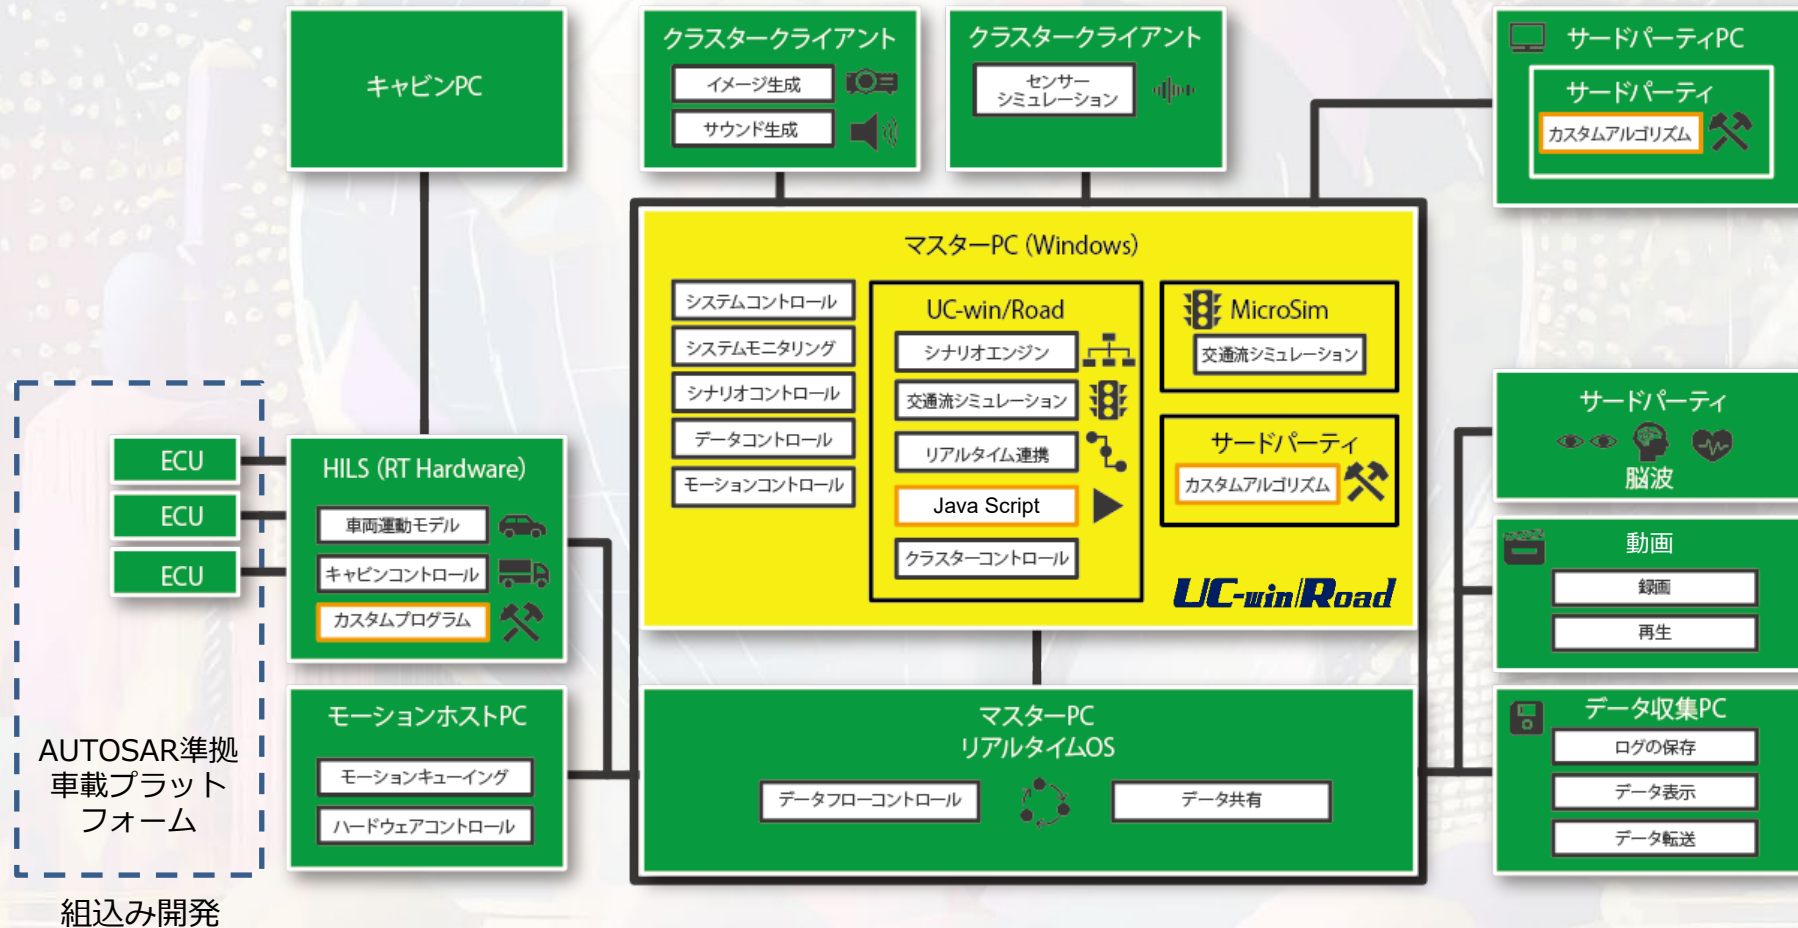 キャビンPC
クラスタークライアント
イメージ生成
サウンド生成
クラスタークライアント
センサー
シミュレーション
サードパーティPC
サードパーティ
カスタムアルゴリズム
マスターPC (Windows)
システムコントロール
システムモニタリング
シナリオコントロール
データコントロール
モーションコントロール
UC-win/Road
シナリオエンジン
交通流シミュレーション
リアルタイム連携
Java Script
クラスターコントロール
MicroSim
交通流シミュレーション
サードパーティ
カスタムアルゴリズム
UC-win/Road
ECU
ECU
ECU
HILS (RT Hardware)
車両運動モデル
キャビンコントロール
カスタムプログラム
サードパーティ
脳波
動画
録画
再生
AUTOSAR準拠
車載プラット
フォーム
組込み開発
モーションホストPC
モーションキューイング
ハードウェアコントロール
マスターPC
リアルタイムOS
データフローコントロール
データ共有
データ収集PC
ログの保存
データ表示
データ転送